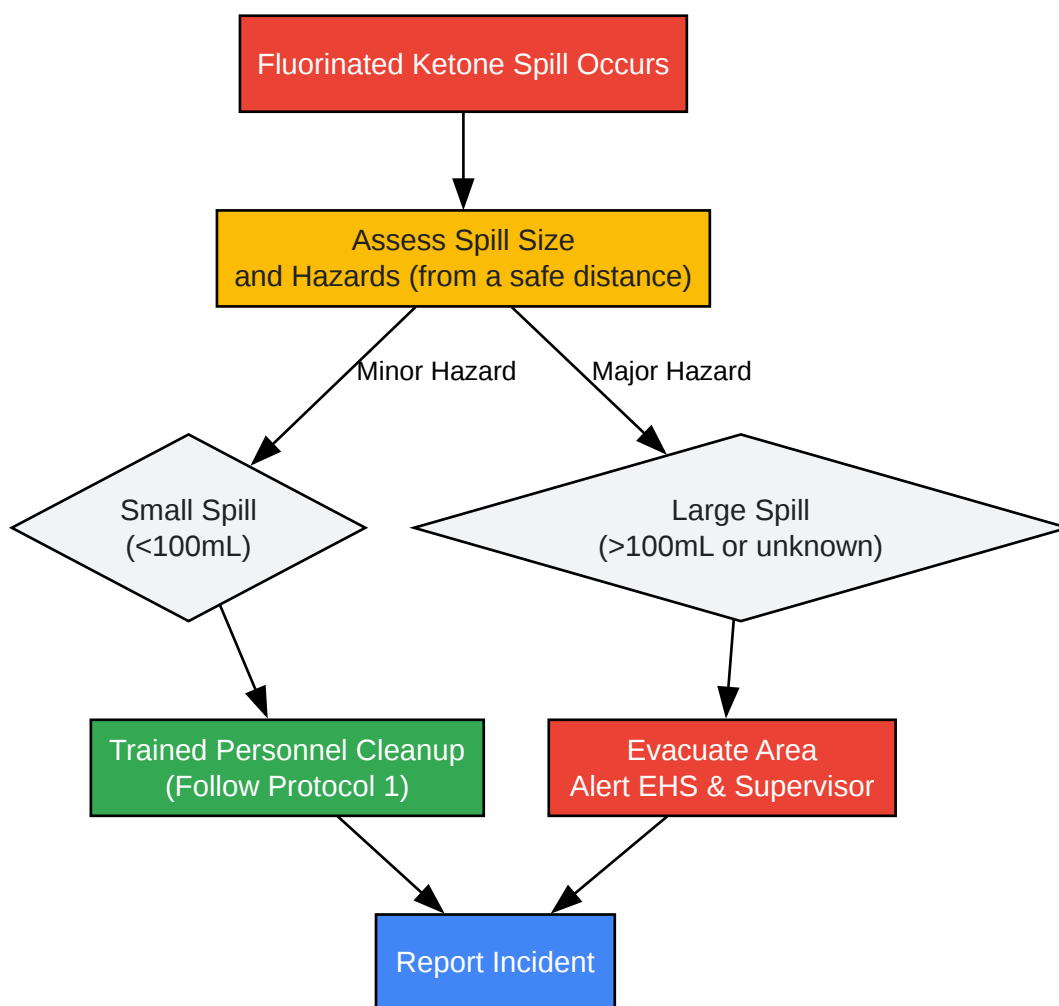 Fluorinated Ketone Spill Occurs
Assess Spill Size
and Hazards (from a safe distance)
Minor Hazard
Major Hazard
Small Spill
(<100mL)
Large Spill
(>100mL or unknown)
Trained Personnel Cleanup
(Follow Protocol 1)
Evacuate Area
Alert EHS & Supervisor
Report Incident